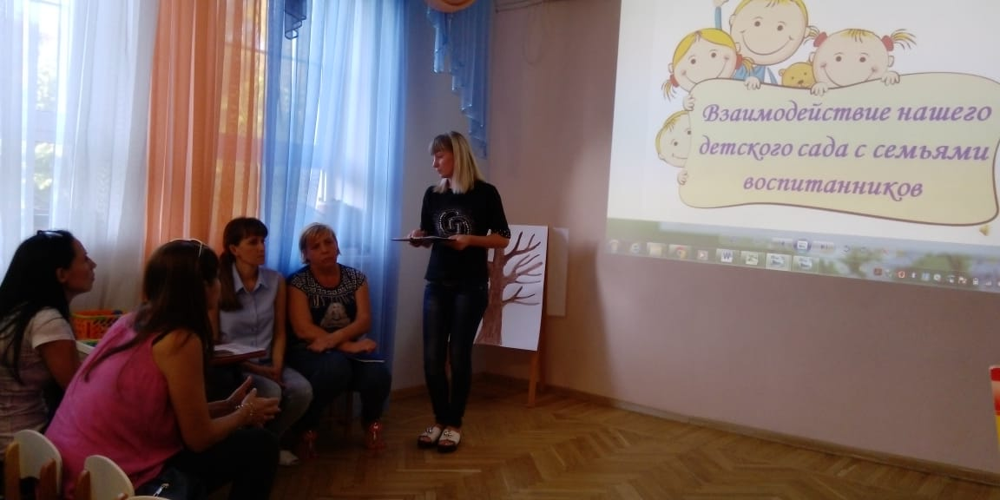 Взаимодействие нашего
детского сада с семьями
воспитанников